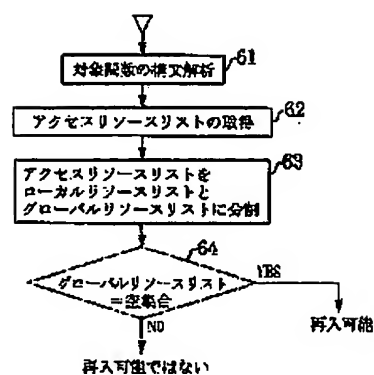 対象関数の構文解析
61
アクセスリソースリストの取得
62
アクセスリソースリストを
ローカルリソースリストと
グローバルリソースリストに分割
63
64
グローバルリソースリスト
=空集合
YES
NO
再入可能
再入可能ではない